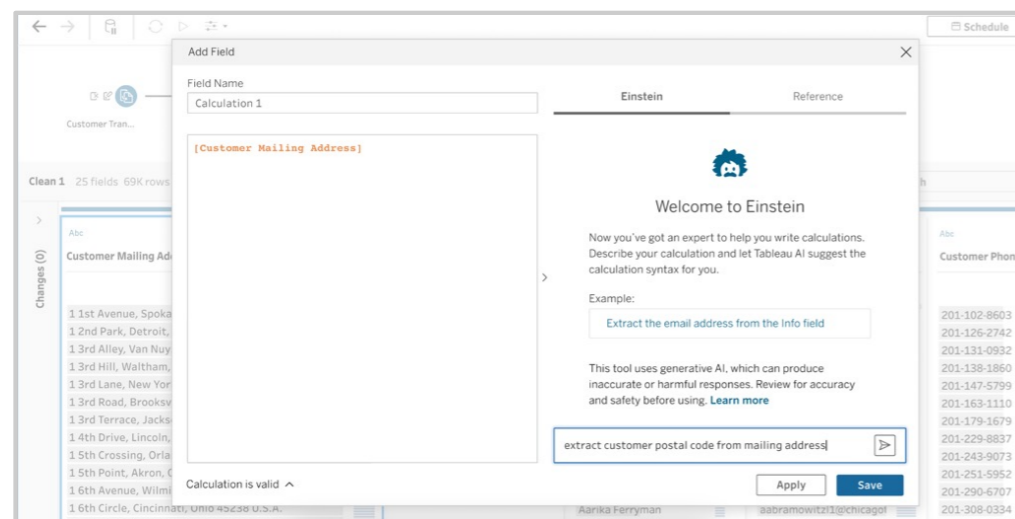 Schedule
Add Field
Field Name
Calculation 1
Einstein
Reference
Customer Tran...
[Customer Mailing Address]
Clean 1 25 fields 69K rows
Welcome to Einstein
Now you've got an expert to help you write calculations.
Describe your calculation and let Tableau AI suggest the
calculation syntax for you.
Example:
Extract the email address from the Info field
This tool uses generative AI, which can produce
inaccurate or harmful responses. Review for accuracy
and safety before using. Learn more
extract customer postal code from mailing address
Calculation is valid
Apply
Save
Changes (0)
Abc
Customer Mailing Ad
1 1st Avenue, Spoka
1 2nd Park, Detroit,
1 3rd Alley, Van Nuy
1 3rd Hill, Waltham,
1 3rd Lane, New Yor
1 3rd Road, Brooksv
1 3rd Terrace, Jacks
1 4th Drive, Lincoln,
1 5th Crossing, Orla
1 5th Point, Akron,
1 6th Avenue, Wilmi
1 6th Circle, Cincinnati, Ohio 45238 U.S.A.
Aarika Ferryman
aabramowitzl1@chicagot
Abc
Customer Phon
201-102-8603
201-126-2742
201-131-0932
201-138-1860
201-147-5799
201-163-1110
201-179-1679
201-229-8837
201-243-9073
201-251-5952
201-290-6707
201-308-0334